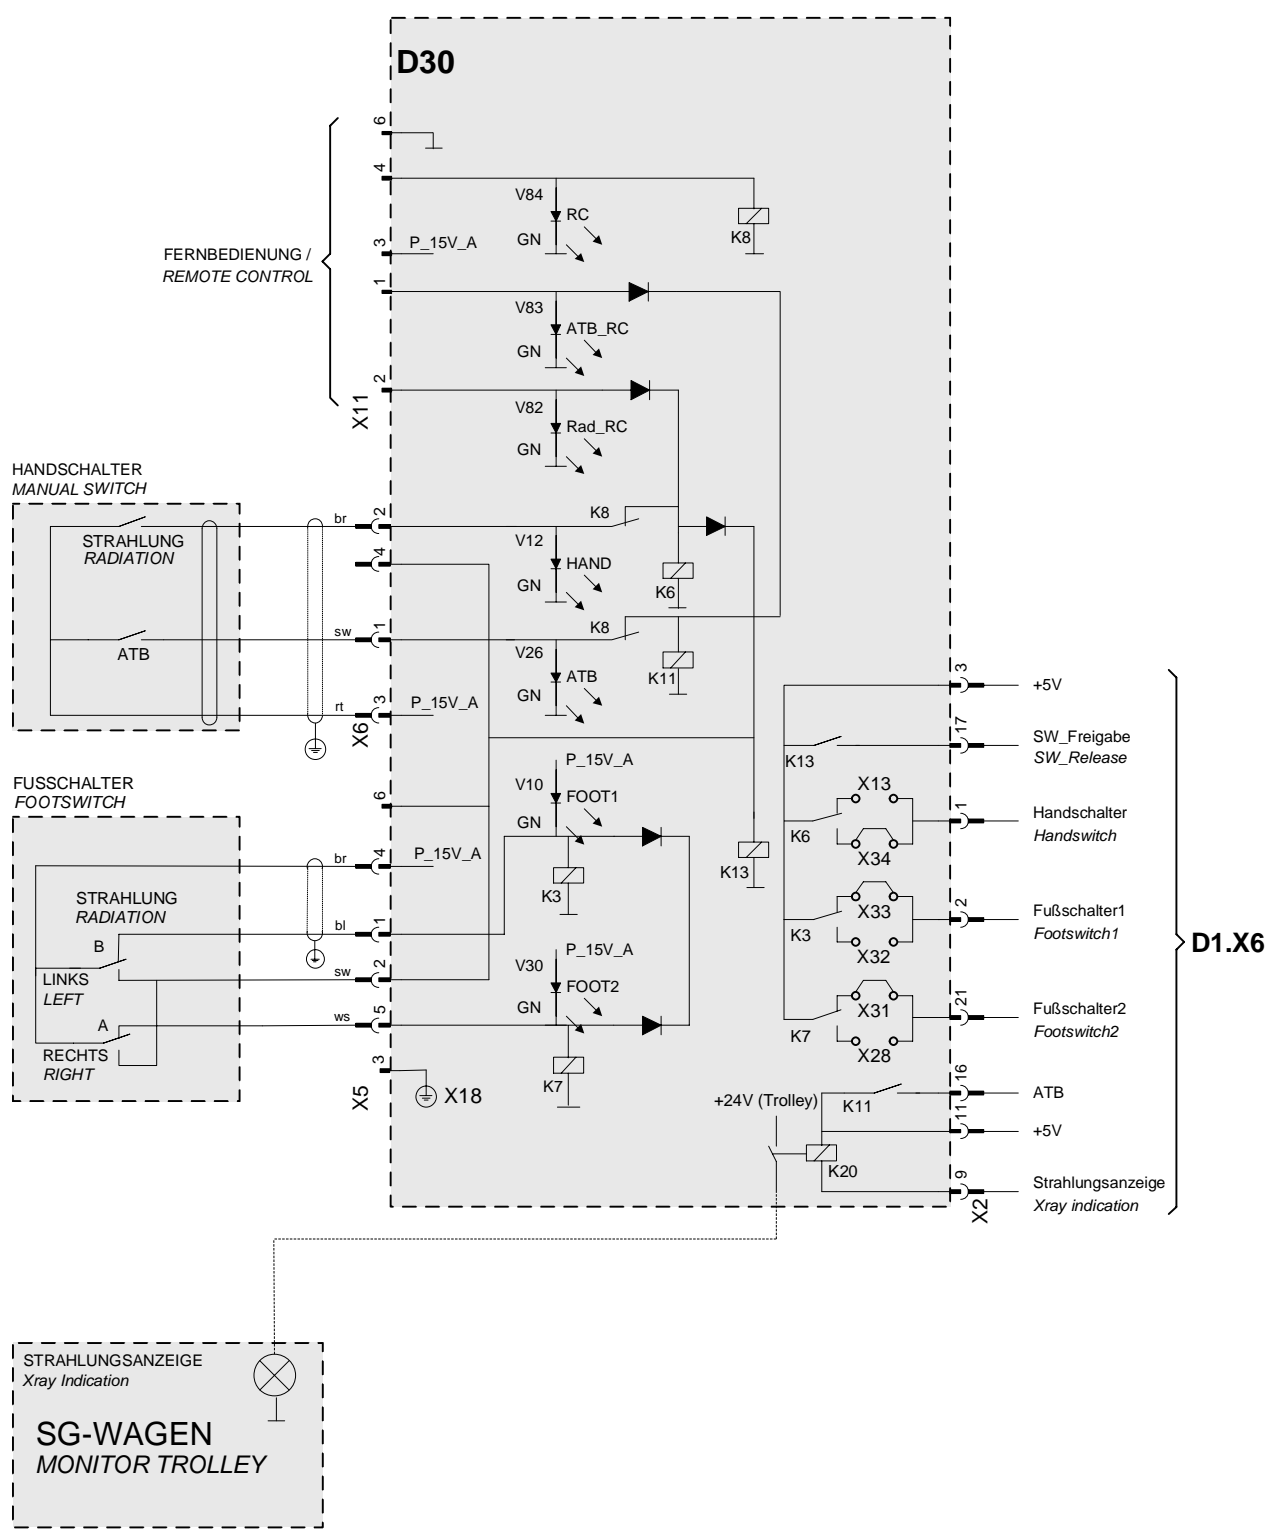 D30
6
4
V84
RC
GN
K8
3
P_15V_A
FERNBEDIENUNG /
REMOTE CONTROL
1
V83
ATB_RC
GN
2
X11
V82
Rad_RC
GN
HANDSCHALTER
MANUAL SWITCH
STRAHLUNG
RADIATION
br
2
K8
4
V12
HAND
GN
K6
ATB
sw
1
K8
V26
ATB
GN
K11
rt
3
X6
P_15V_A
3
+5V
17
SW_Freigabe
SW_Release
K13
FUSSCHALTER
FOOTSWITCH
6
P_15V_A
V10
FOOT1
GN
X13
K6
1
Handschalter
Handswitch
X34
br
4
P_15V_A
K3
K13
STRAHLUNG
RADIATION
B
LINKS
LEFT
bl
1
X33
K3
2
Fußschalter1
Footswitch1
X32
D1.X6
sw
2
P_15V_A
V30
FOOT2
GN
A
RECHTS
RIGHT
ws
5
X31
K7
21
Fußschalter2
Footswitch2
X28
3
X5
X18
K7
+24V (Trolley)
K11
16
ATB
11
+5V
K20
9
X2
Strahlungsanzeige
Xray indication
STRAHLUNGSANZEIGE
Xray Indication
SG-WAGEN
MONITOR TROLLEY